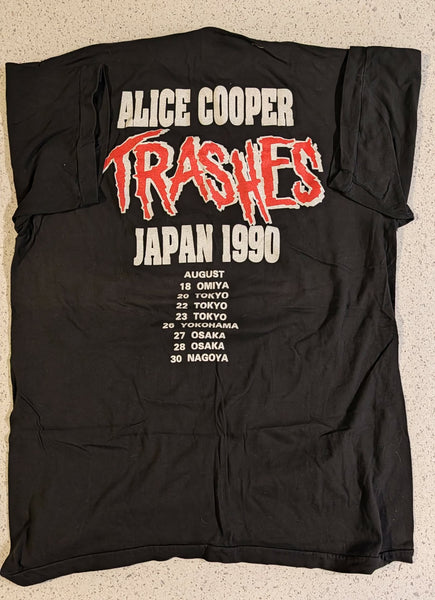 ALICE COOPER
TRASHES
JAPAN 1990
AUGUST
18 OMIYA
20 TOKYO
22 TOKYO
23 TOKYO
26 YOKOHAMA
27 OSAKA
28 OSAKA
30 NAGOYA